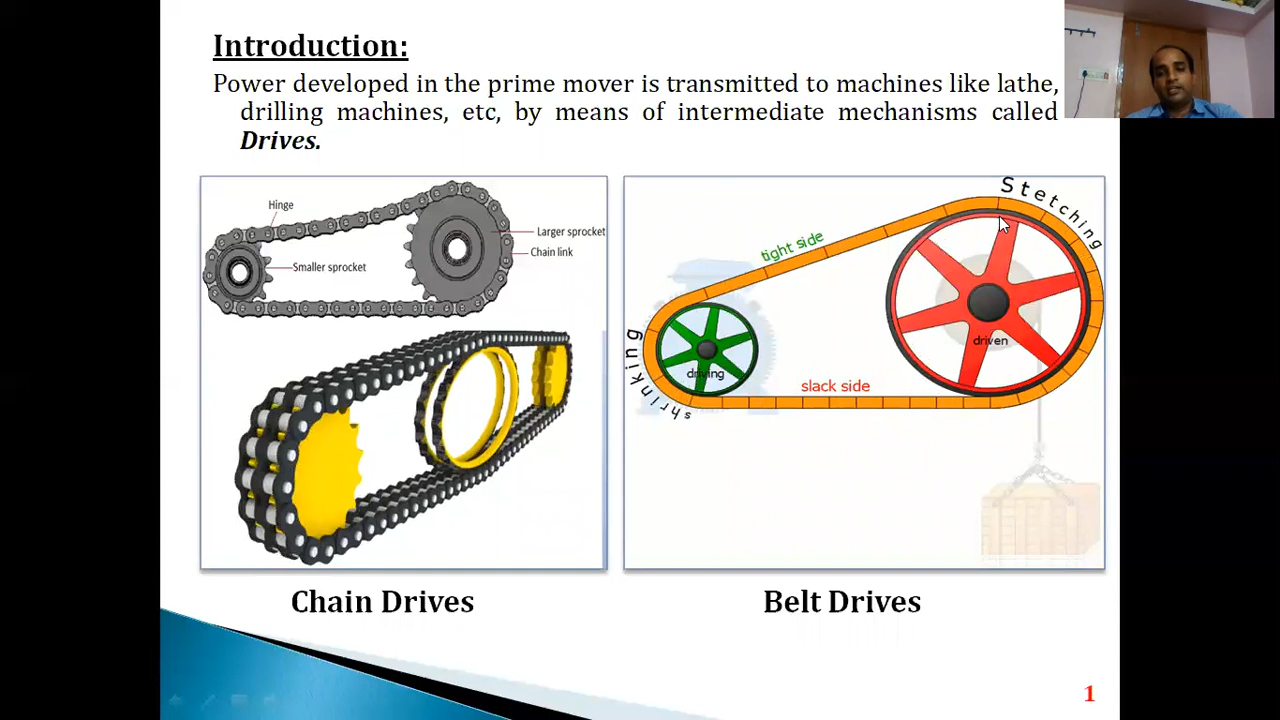 Introduction:
Power developed in the prime mover is transmitted to machines like lathe,
drilling machines, etc, by means of intermediate mechanisms called
Drives.
Hinge
Larger sprocket
Chain link
Smaller sprocket
Stetching
tight side
driven
driving
shrinking
slack side
Chain Drives
Belt Drives
1